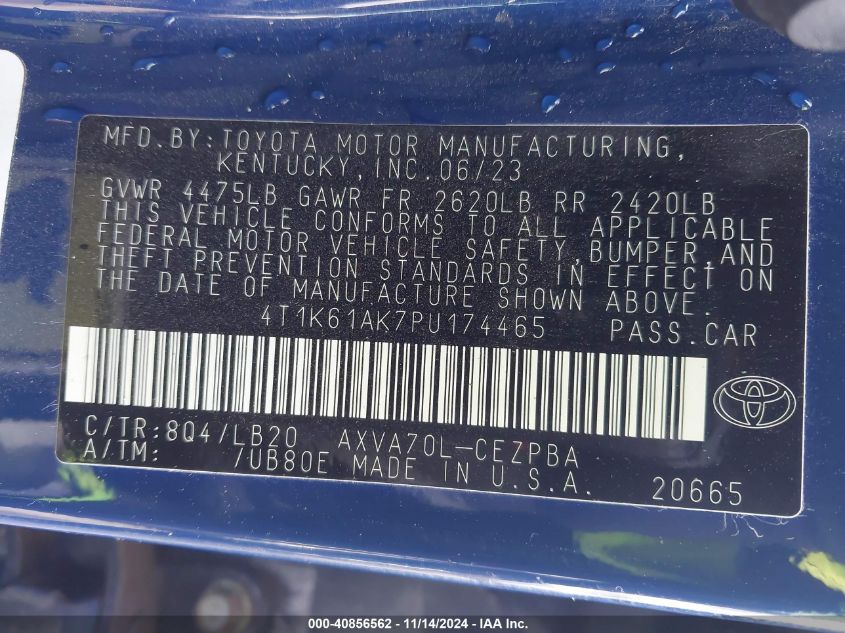 MFD.BY:TOYOTA MOTOR MANUFACTURING,
KENTUCKY, INC.06/23
GVWR 4475LB GAWR FR 2620LB RR 2420LB
THIS VEHICLE CONFORMS TO ALL APPLICABLE
FEDERAL MOTOR VEHICLE SAFETY,BUMPER,AND
THEFT PREVENTION STANDARDS IN EFFECT ON
THE DATE OF MANUFACTURE SHOWN ABOVE.
4T1K61AK7PU174465 PASS.CAR
C/TR:8Q4/LB20 AXVA70L-CEZPBA
A/TM: /UB80E MADE IN U.S.A. 20665
000-40856562 - 11/14/2024 - IAA Inc.